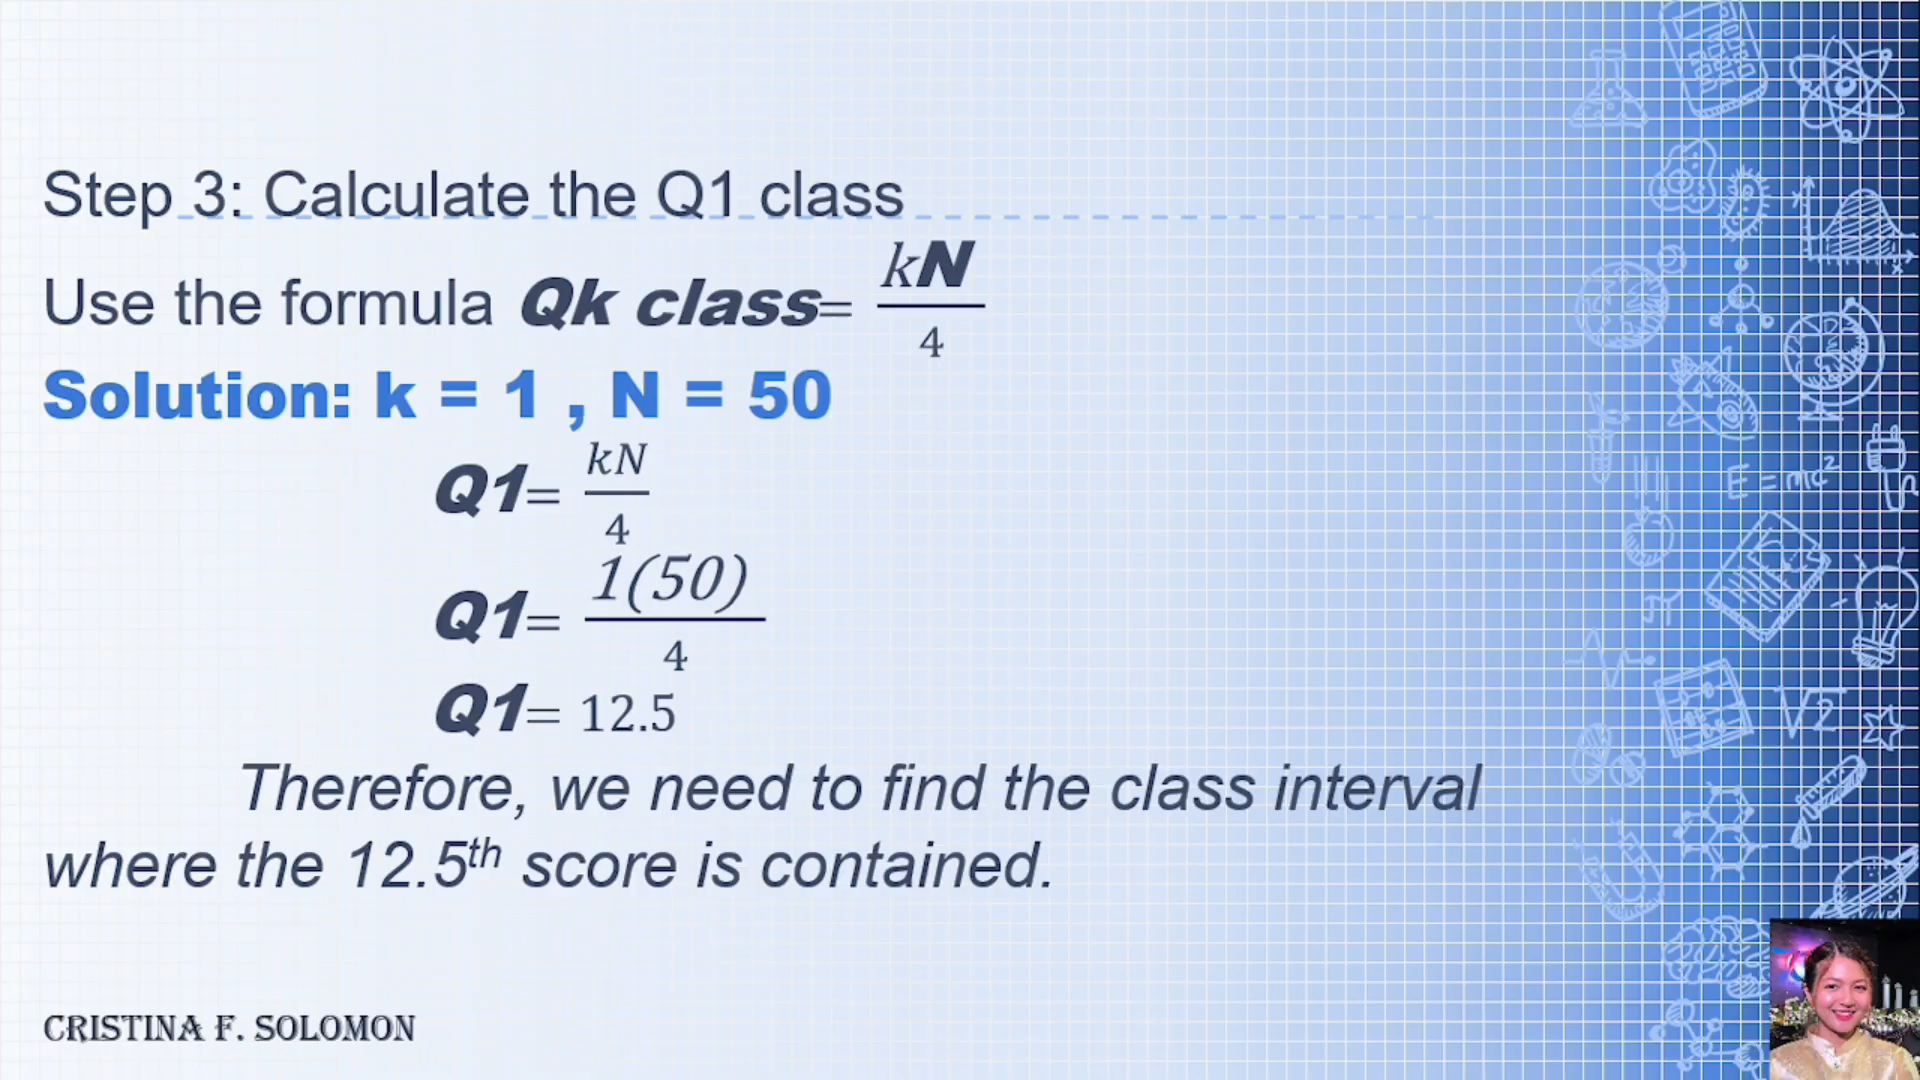 Step 3: Calculate the Q1 class
Use the formula Qk class= kN/4
Solution: k = 1 , N = 50
Q1= kN/4
Q1= 1(50)/4
Q1= 12.5
Therefore, we need to find the class interval
where the 12.5th score is contained.
CRISTINA F. SOLOMON
E=mc²
π
√2